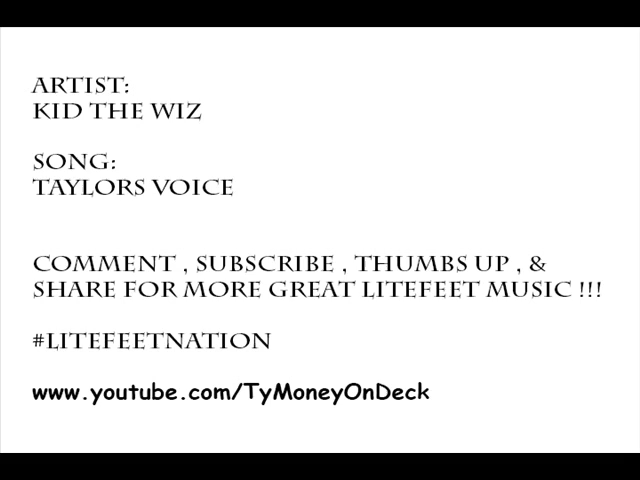 ARTIST:
KID THE WIZ
SONG:
TAYLORS VOICE
COMMENT , SUBSCRIBE , THUMBS UP , &
SHARE FOR MORE GREAT LITEFEET MUSIC !!!
#LITEFEETNATION
www.youtube.com/TyMoneyOnDeck